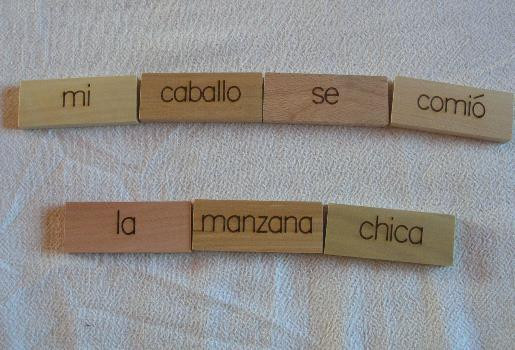 mi caballo se comió
la manzana chica